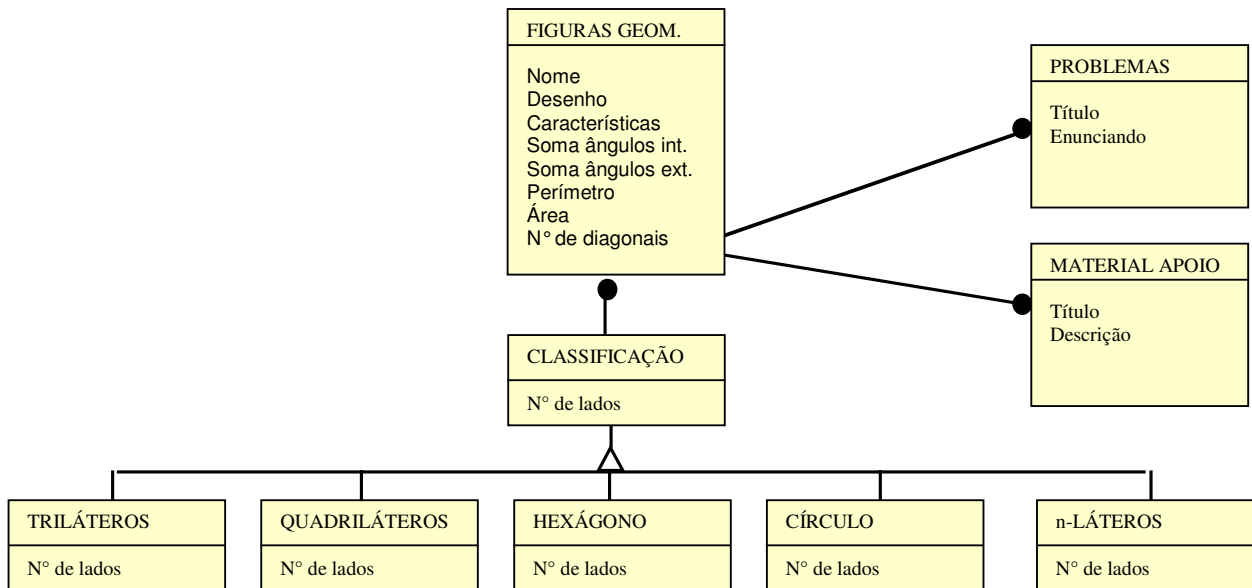 FIGURAS GEOM.
Nome
Desenho
Características
Soma ângulos int.
Soma ângulos ext.
Perímetro
Área
N° de diagonais
PROBLEMAS
Título
Enunciando
MATERIAL APOIO
Título
Descrição
CLASSIFICAÇÃO
N° de lados
TRILÁTEROS
N° de lados
QUADRILÁTEROS
N° de lados
HEXÁGONO
N° de lados
CÍRCULO
N° de lados
n-LÁTEROS
N° de lados